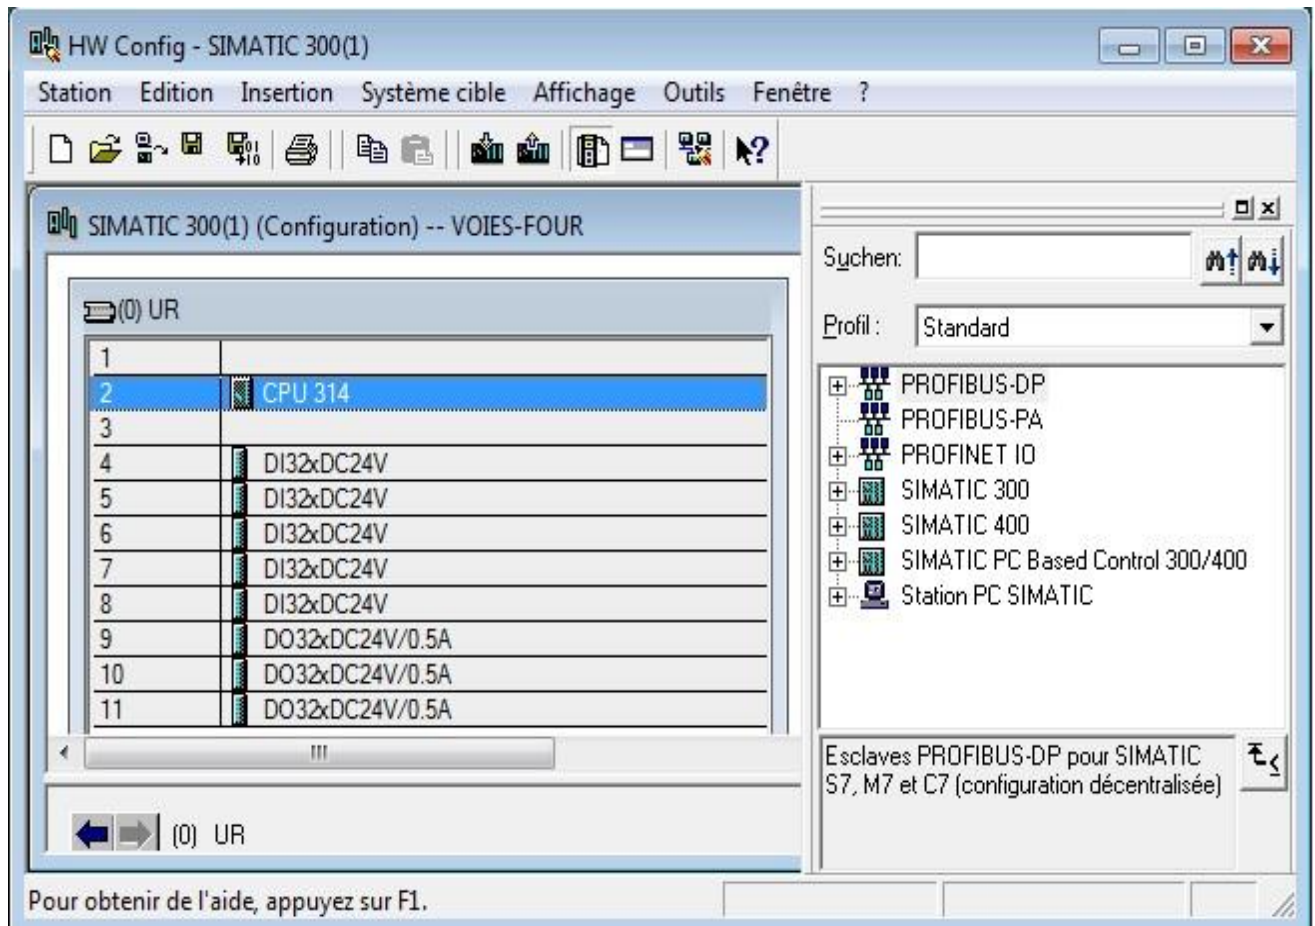 HW Config - SIMATIC 300(1)
Station Edition Insertion Système cible Affichage Outils Fenêtre ?
SIMATIC 300(1) (Configuration) -- VOIES-FOUR
(0) UR
1
2 CPU 314
3
4 DI32xDC24V
5 DI32xDC24V
6 DI32xDC24V
7 DI32xDC24V
8 DI32xDC24V
9 DO32xDC24V/0.5A
10 DO32xDC24V/0.5A
11 DO32xDC24V/0.5A
(0) UR
Suchen:
Profil : Standard
PROFIBUS-DP
PROFIBUS-PA
PROFINET IO
SIMATIC 300
SIMATIC 400
SIMATIC PC Based Control 300/400
Station PC SIMATIC
Esclaves PROFIBUS-DP pour SIMATIC
S7, M7 et C7 (configuration décentralisée)
Pour obtenir de l'aide, appuyez sur F1.